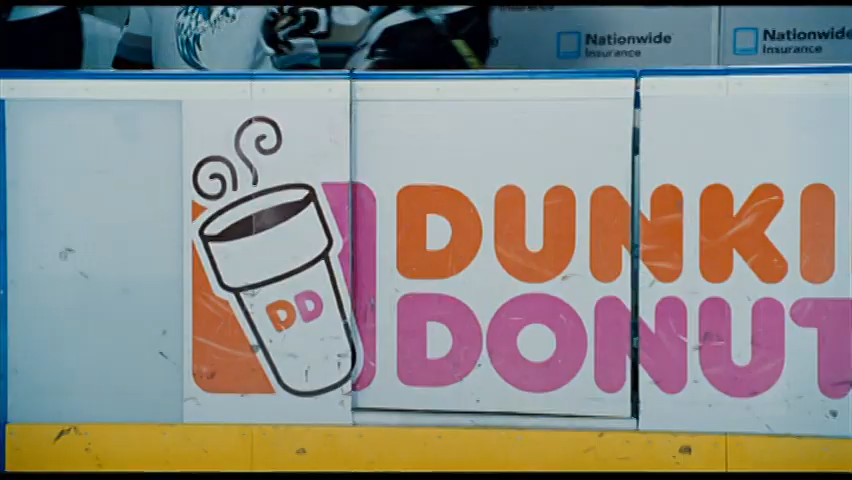 Nationwide
Insurance
Nationwide
Insurance
DD
DUNKI
DONUT